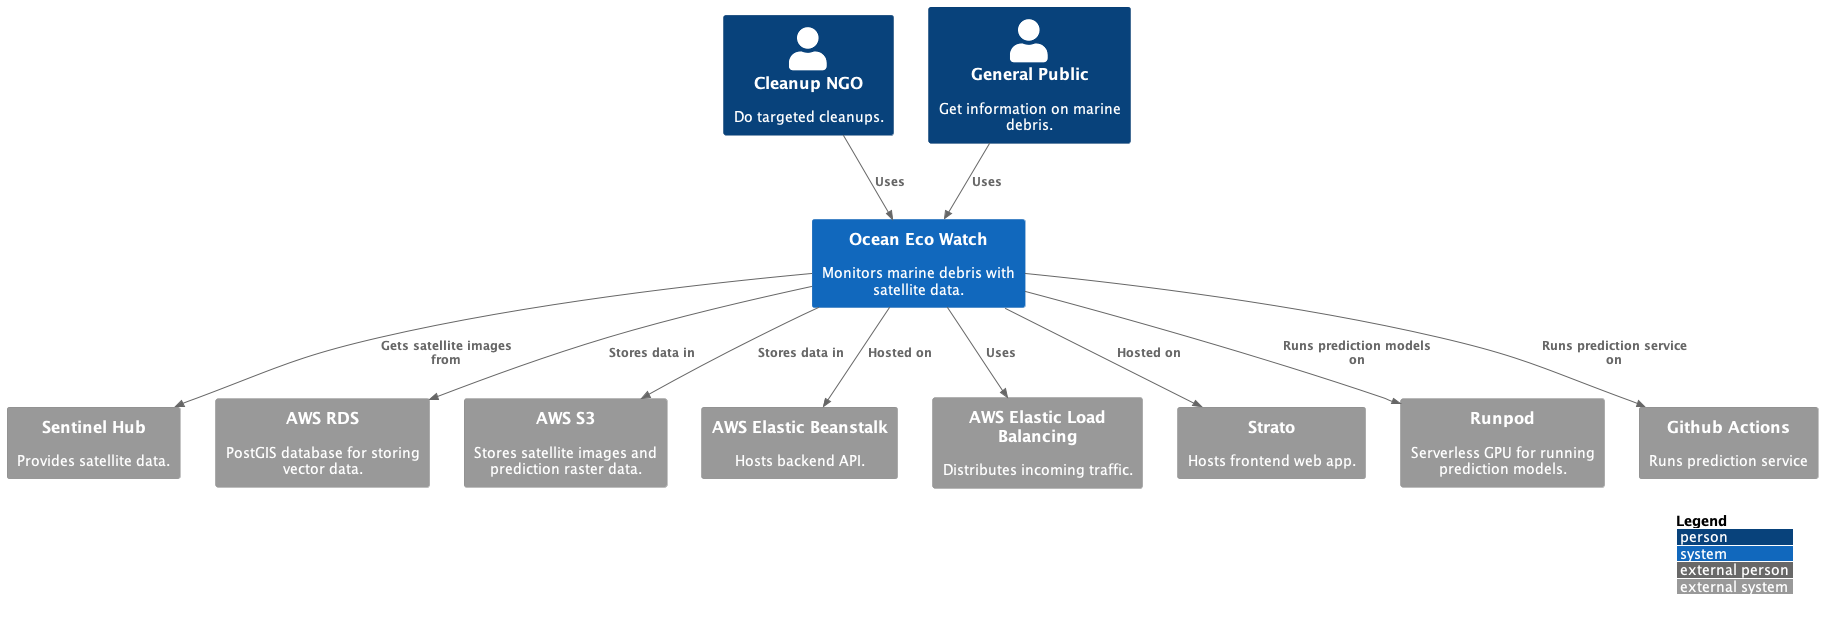 Cleanup NGO
Do targeted cleanups.
General Public
Get information on marine
debris.
Uses
Uses
Ocean Eco Watch
Monitors marine debris with
satellite data.
Gets satellite images
from
Stores data in
Stores data in
Hosted on
Uses
Hosted on
Runs prediction models
on
Runs prediction service
on
Sentinel Hub
Provides satellite data.
AWS RDS
PostGIS database for storing
vector data.
AWS S3
Stores satellite images and
prediction raster data.
AWS Elastic Beanstalk
Hosts backend API.
AWS Elastic Load
Balancing
Distributes incoming traffic.
Strato
Hosts frontend web app.
Runpod
Serverless GPU for running
prediction models.
Github Actions
Runs prediction service
Legend
person
system
external person
external system